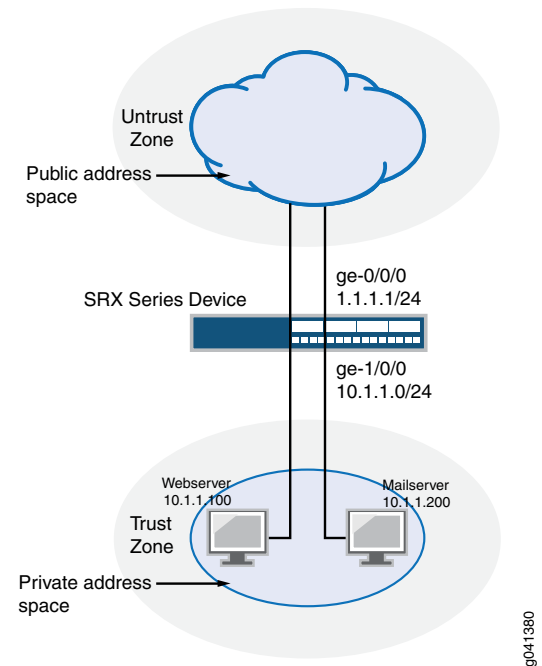 Untrust
Zone
Public address
space
ge-0/0/0
1.1.1.1/24
SRX Series Device
ge-1/0/0
10.1.1.0/24
Webserver
10.1.1.100
Mailserver
10.1.1.200
Trust
Zone
Private address
space
g041380